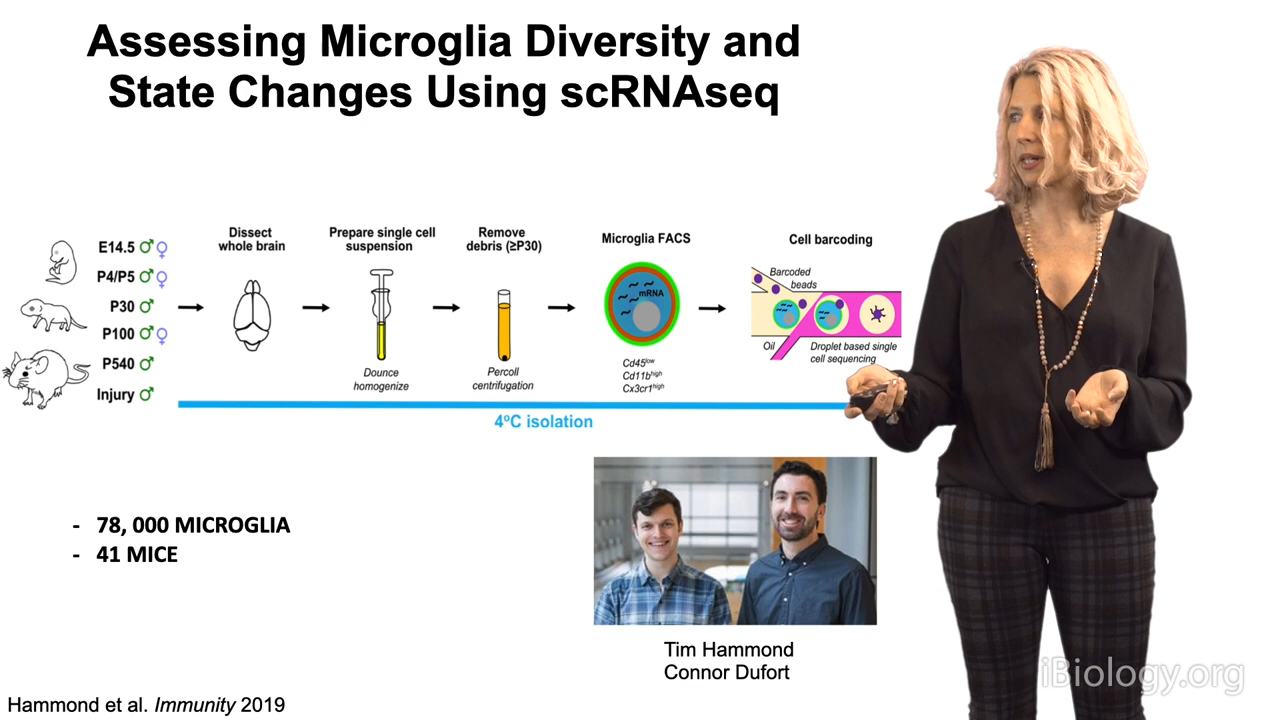 Assessing Microglia Diversity and
State Changes Using scRNAseq
E14.5 ♂♀
P4/P5 ♂♀
P30 ♂
P100 ♂♀
P540 ♂
Injury ♂
Dissect
whole brain
Prepare single cell
suspension
Dounce
homogenize
Remove
debris (≥P30)
Percoll
centrifugation
Microglia FACS
mRNA
Cd45low
Cd11bhigh
Cx3cr1high
Cell barcoding
Barcoded
beads
Oil
Droplet based single
cell sequencing
4ºC isolation
- 78, 000 MICROGLIA
- 41 MICE
Tim Hammond
Connor Dufort
Hammond et al. Immunity 2019
iBiology.org